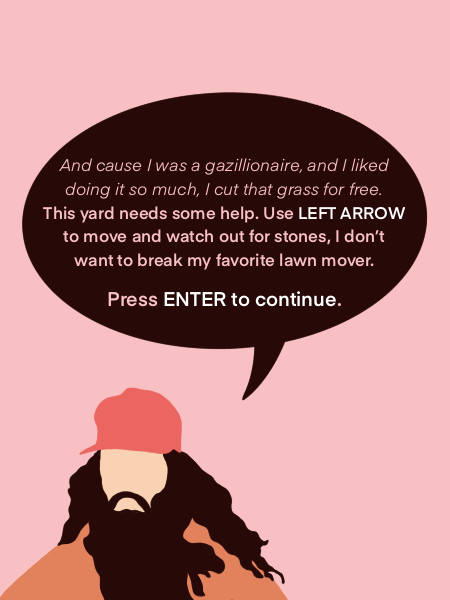 And cause I was a gazillionaire, and I liked
doing it so much, I cut that grass for free.
This yard needs some help. Use LEFT ARROW
to move and watch out for stones, I don't
want to break my favorite lawn mover.
Press ENTER to continue.